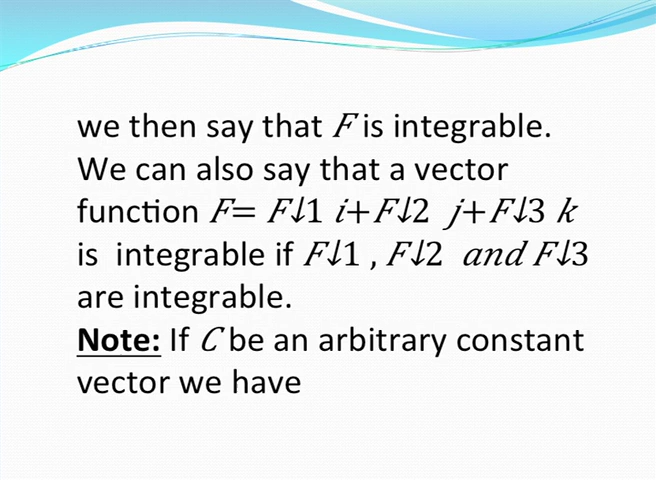 we then say that F is integrable.
We can also say that a vector
function F= F↓1 i+F↓2 j+F↓3 k
is integrable if F↓1 , F↓2 and F↓3
are integrable.
Note: If C be an arbitrary constant
vector we have